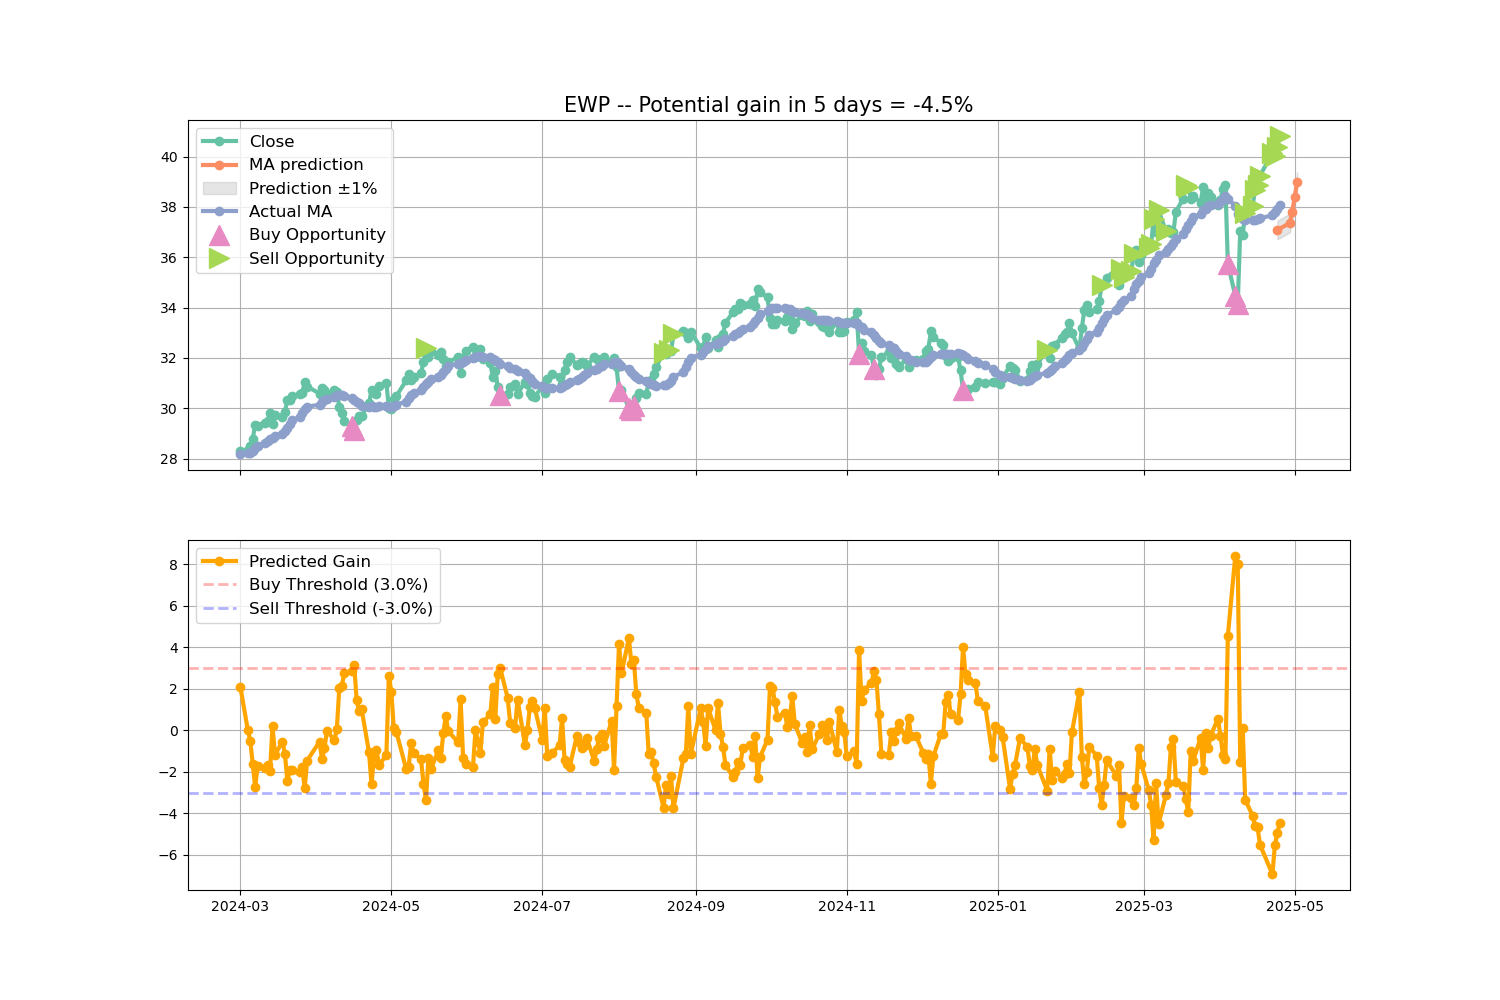 EWP -- Potential gain in 5 days = -4.5%
Close
MA prediction
Prediction ±1%
Actual MA
Buy Opportunity
Sell Opportunity
40
38
36
34
32
30
28
Predicted Gain
Buy Threshold (3.0%)
Sell Threshold (-3.0%)
8
6
4
2
0
−2
−4
−6
2024-03 2024-05 2024-07 2024-09 2024-11 2025-01 2025-03 2025-05